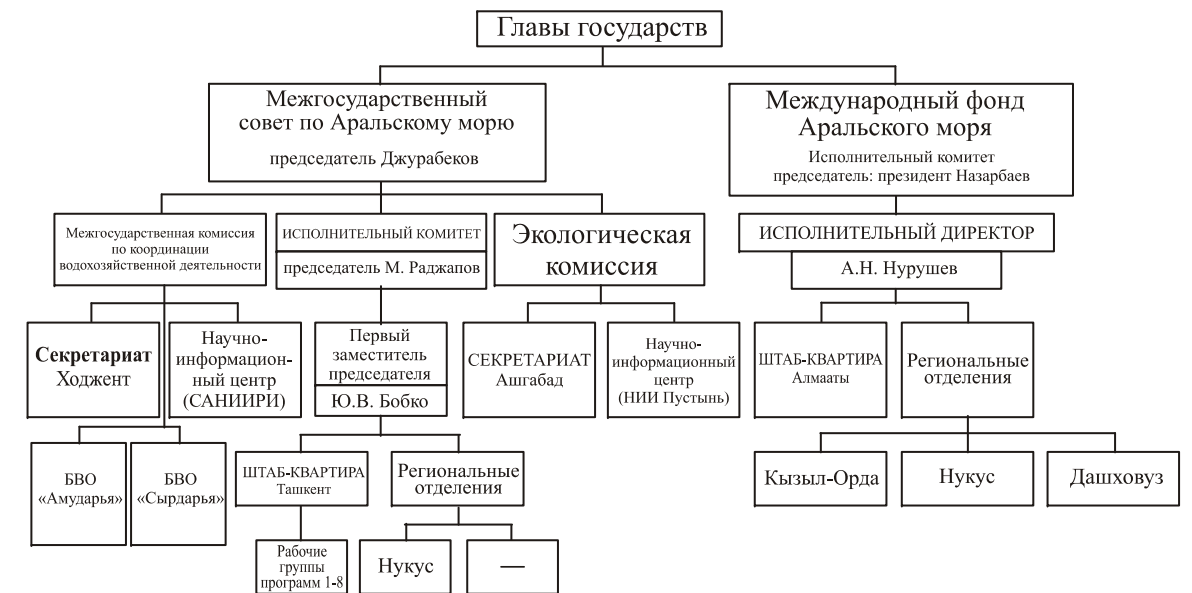 Главы государств
Межгосударственный
совет по Аральскому морю
председатель Джурабеков
Международный фонд
Аральского моря
Исполнительный комитет
председатель: президент Назарбаев
Межгосударственная комиссия
по координации
водохозяйственной деятельности
ИСПОЛНИТЕЛЬНЫЙ КОМИТЕТ
председатель М. Раджапов
Экологическая
комиссия
ИСПОЛНИТЕЛЬНЫЙ ДИРЕКТОР
А.Н. Нурушев
Секретариат
Ходжент
Научно-
информацион-
ный центр
(САНИИРИ)
Первый
заместитель
председателя
Ю.В. Бобко
СЕКРЕТАРИАТ
Ашгабад
Научно-
информационный
центр
(НИИ Пустынь)
ШТАБ-КВАРТИРА
Алмааты
Региональные
отделения
БВО
«Амударья»
БВО
«Сырдарья»
ШТАБ-КВАРТИРА
Ташкент
Региональные
отделения
Кызыл-Орда
Нукус
Дашховуз
Рабочие
группы
программ 1-8
Нукус
—